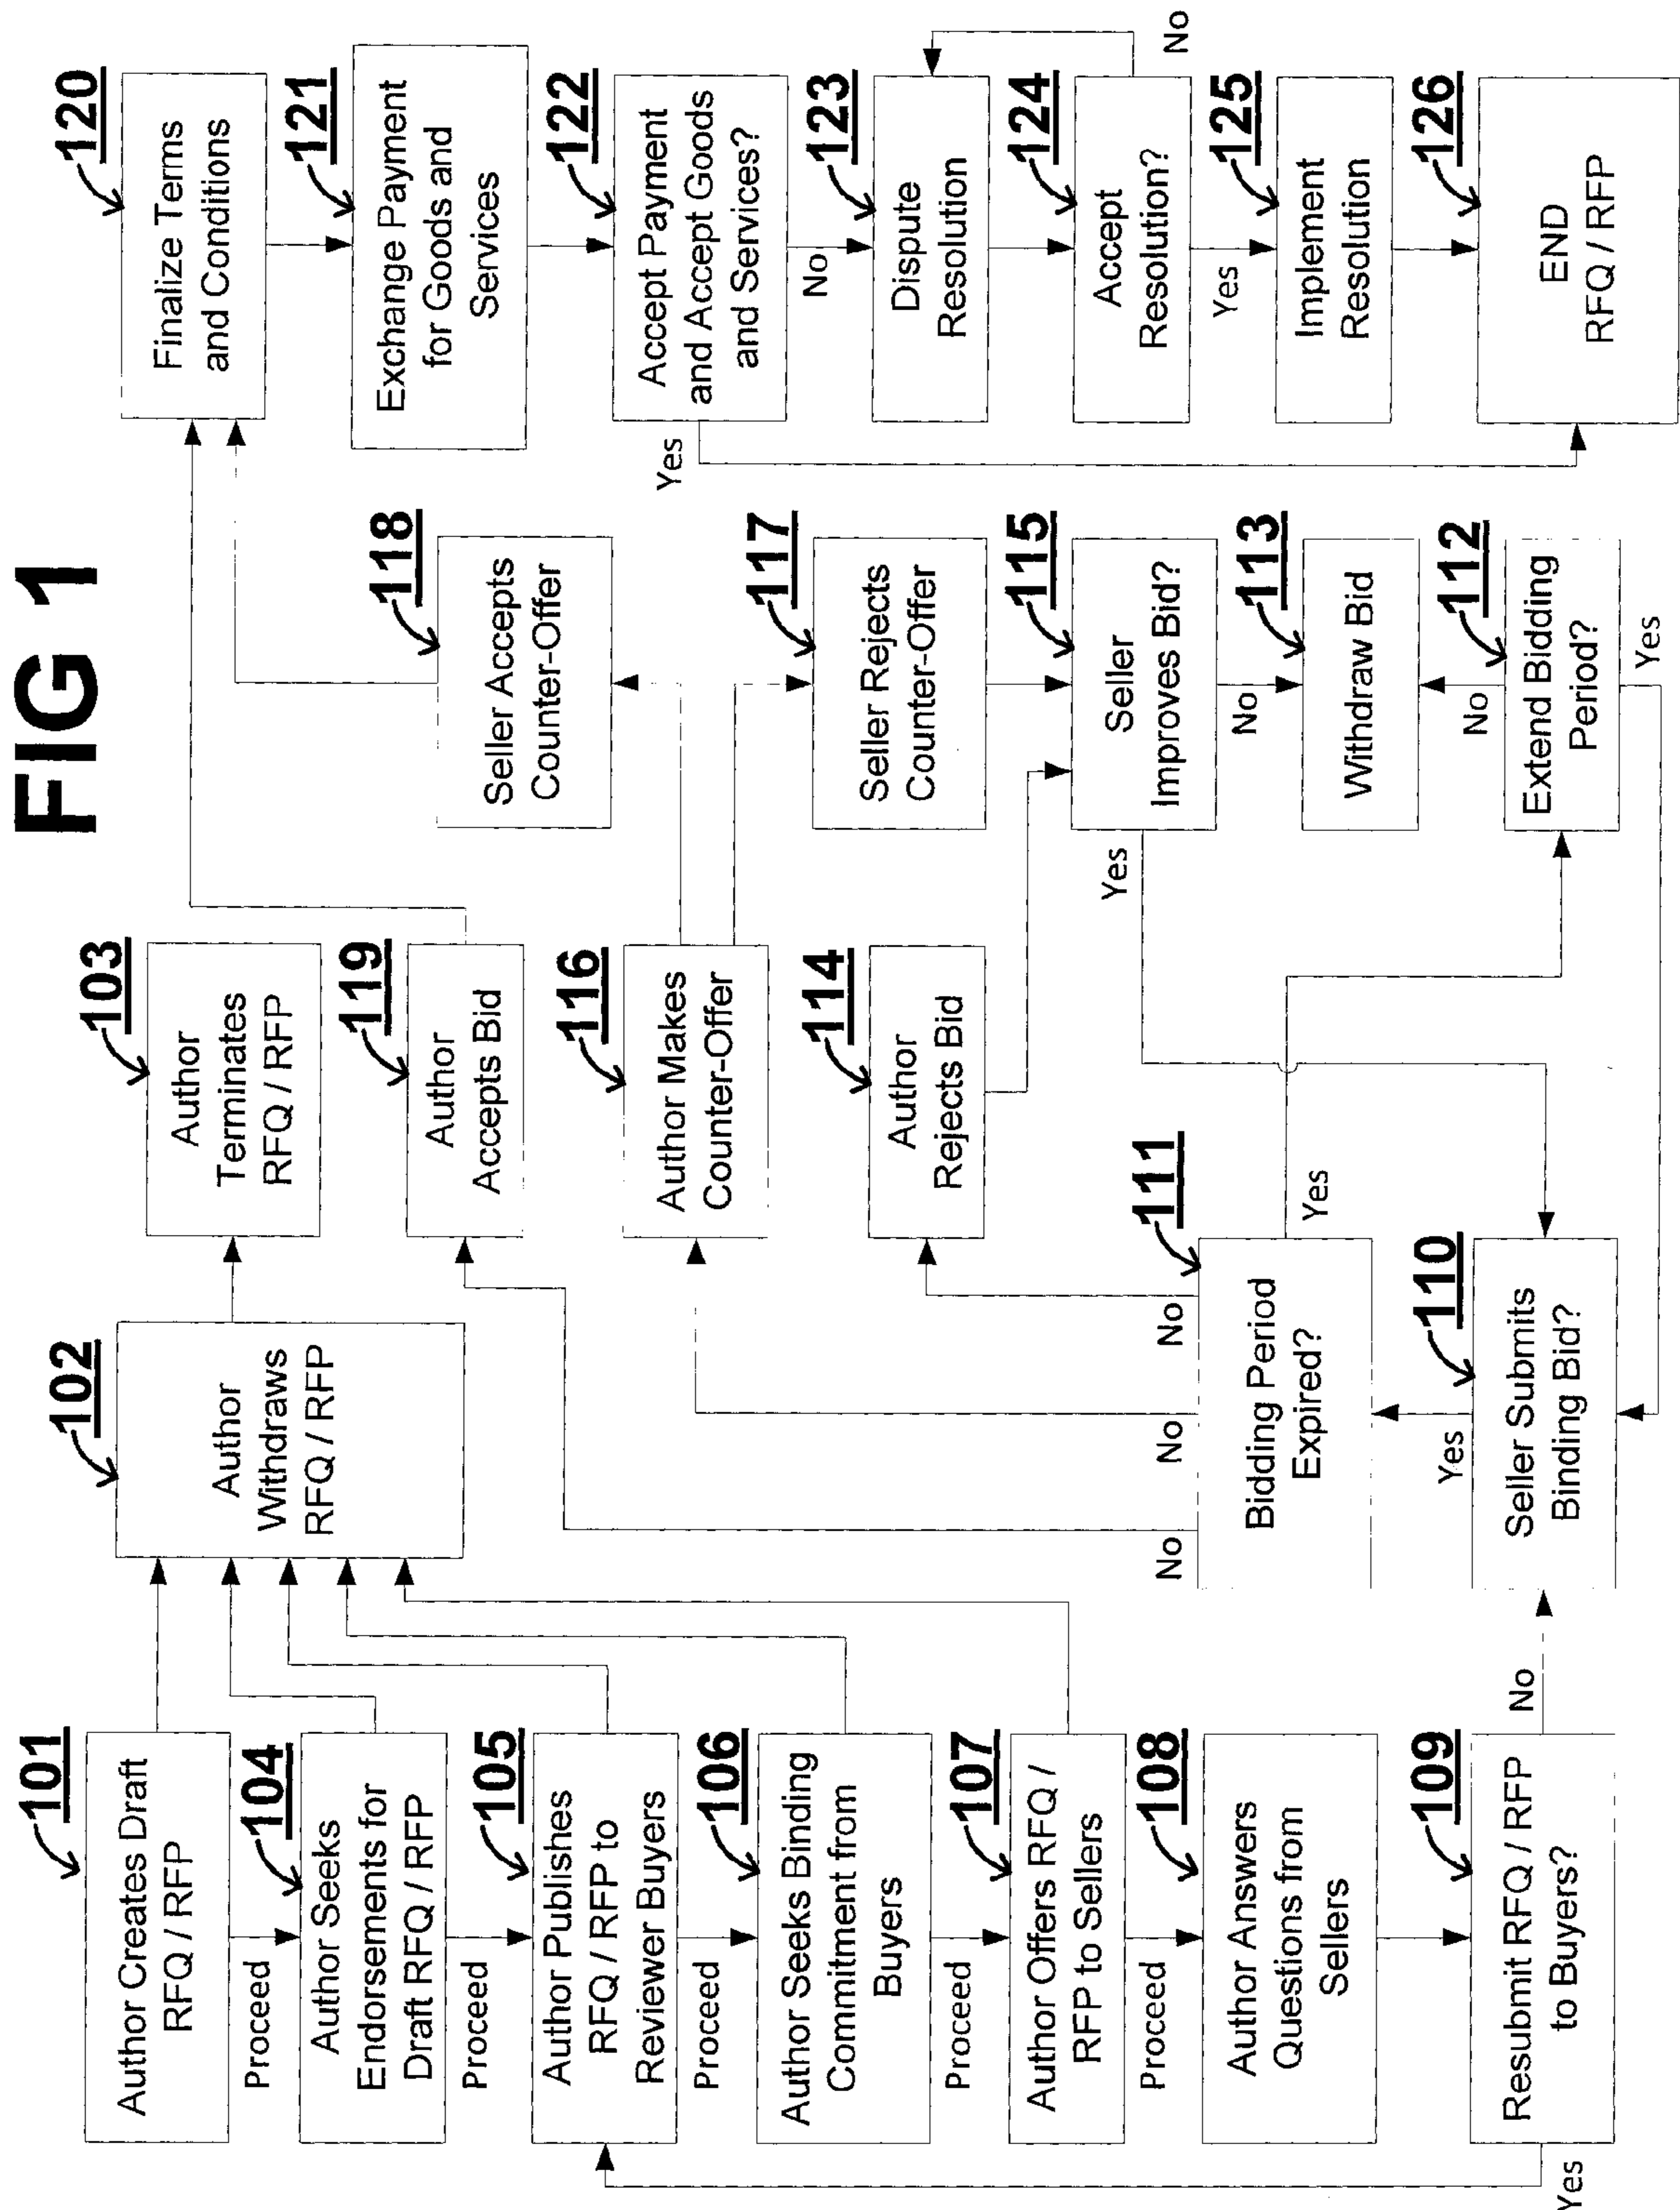 FIG 1
101
Author Creates Draft
RFQ / RFP
Proceed
104
Author Seeks
Endorsements for
Draft RFQ / RFP
Proceed
105
Author Publishes
RFQ / RFP to
Reviewer Buyers
Proceed
106
Author Seeks Binding
Commitment from
Buyers
Proceed
107
Author Offers RFQ /
RFP to Sellers
Proceed
108
Author Answers
Questions from
Sellers
109
Resubmit RFQ / RFP
to Buyers?
Yes
No
102
Author
Withdraws
RFQ / RFP
103
Author
Terminates
RFQ / RFP
119
Author
Accepts Bid
116
Author Makes
Counter-Offer
114
Author
Rejects Bid
No
No
No
111
Bidding Period
Expired?
Yes
Yes
110
Seller Submits
Binding Bid?
118
Seller Accepts
Counter-Offer
117
Seller Rejects
Counter-Offer
115
Seller
Improves Bid?
Yes
No
113
Withdraw Bid
No
112
Extend Bidding
Period?
Yes
120
Finalize Terms
and Conditions
121
Exchange Payment
for Goods and
Services
122
Accept Payment
and Accept Goods
and Services?
Yes
No
123
Dispute
Resolution
124
Accept
Resolution?
No
Yes
125
Implement
Resolution
126
END
RFQ / RFP